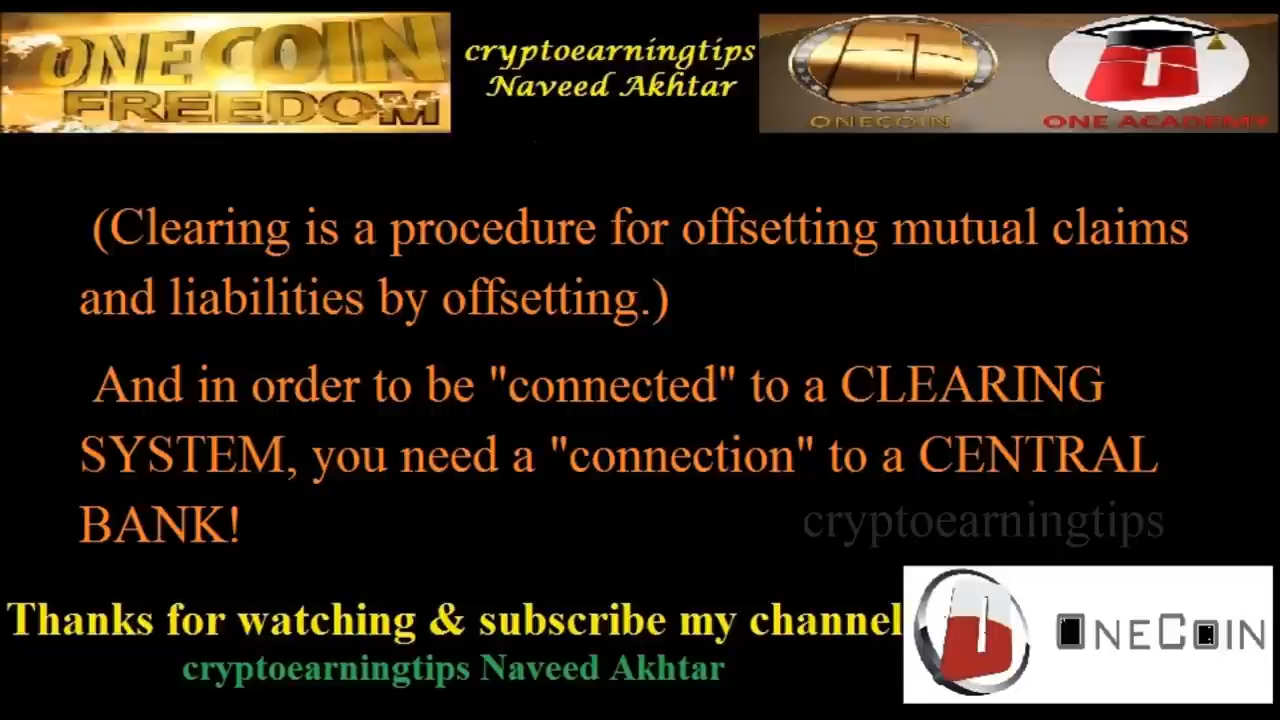 ONE COIN
FREEDOM
cryptoearningtips
Naveed Akhtar
ONECOIN
ONE ACADEMY
(Clearing is a procedure for offsetting mutual claims
and liabilities by offsetting.)
And in order to be "connected" to a CLEARING
SYSTEM, you need a "connection" to a CENTRAL
BANK!
cryptoearningtips
Thanks for watching & subscribe my channel
cryptoearningtips Naveed Akhtar
ONECOIN